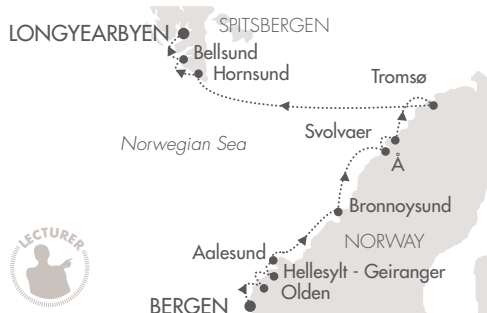 LONGYEARBYEN
SPITSBERGEN
Bellsund
Hornsund
Tromsø
Svolvaer
Norwegian Sea
Å
Bronnoysund
NORWAY
Aalesund
Hellesylt - Geiranger
Olden
BERGEN
LECTURER